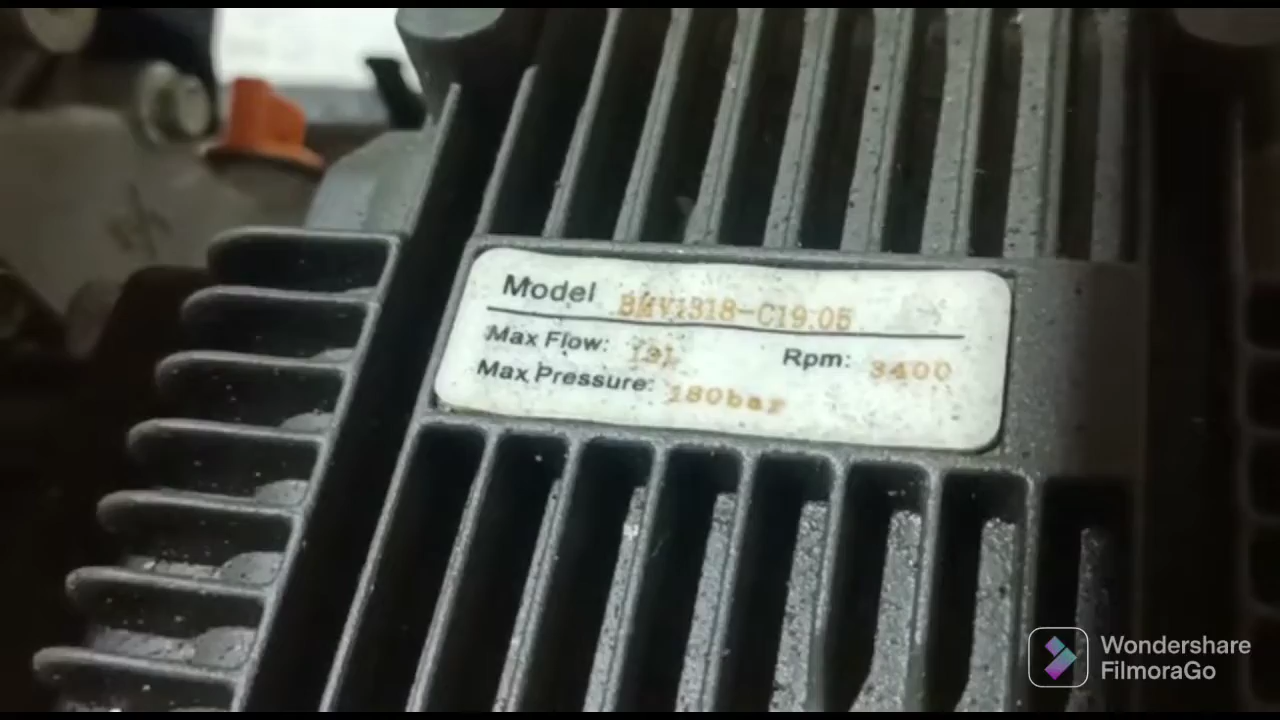 Model BMV1318-C19.05
Max Flow: 13L Rpm: 3400
Max Pressure: 180bar
Wondershare
FilmoraGo